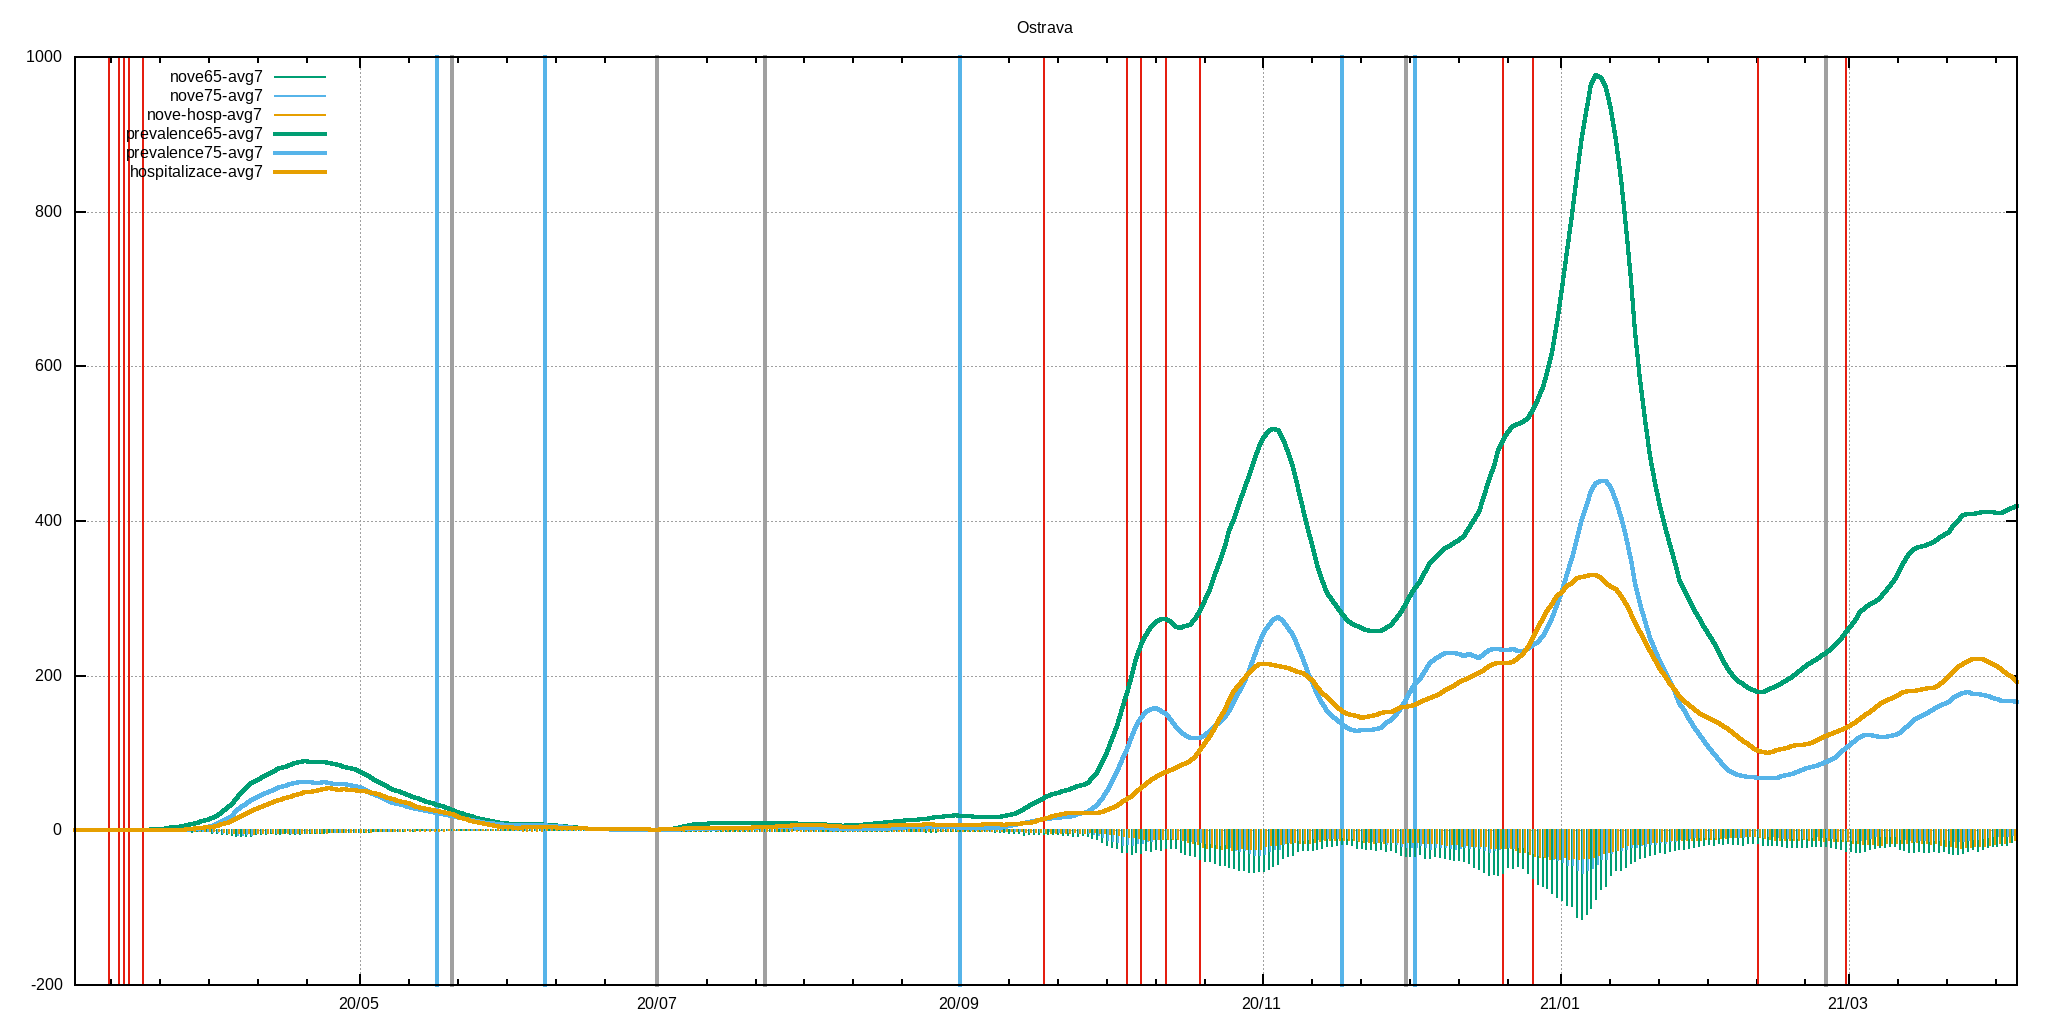 Ostrava
1000
800
600
400
200
0
-200
nove65-avg7
nove75-avg7
nove-hosp-avg7
prevalence65-avg7
prevalence75-avg7
hospitalizace-avg7
20/05
20/07
20/09
20/11
21/01
21/03